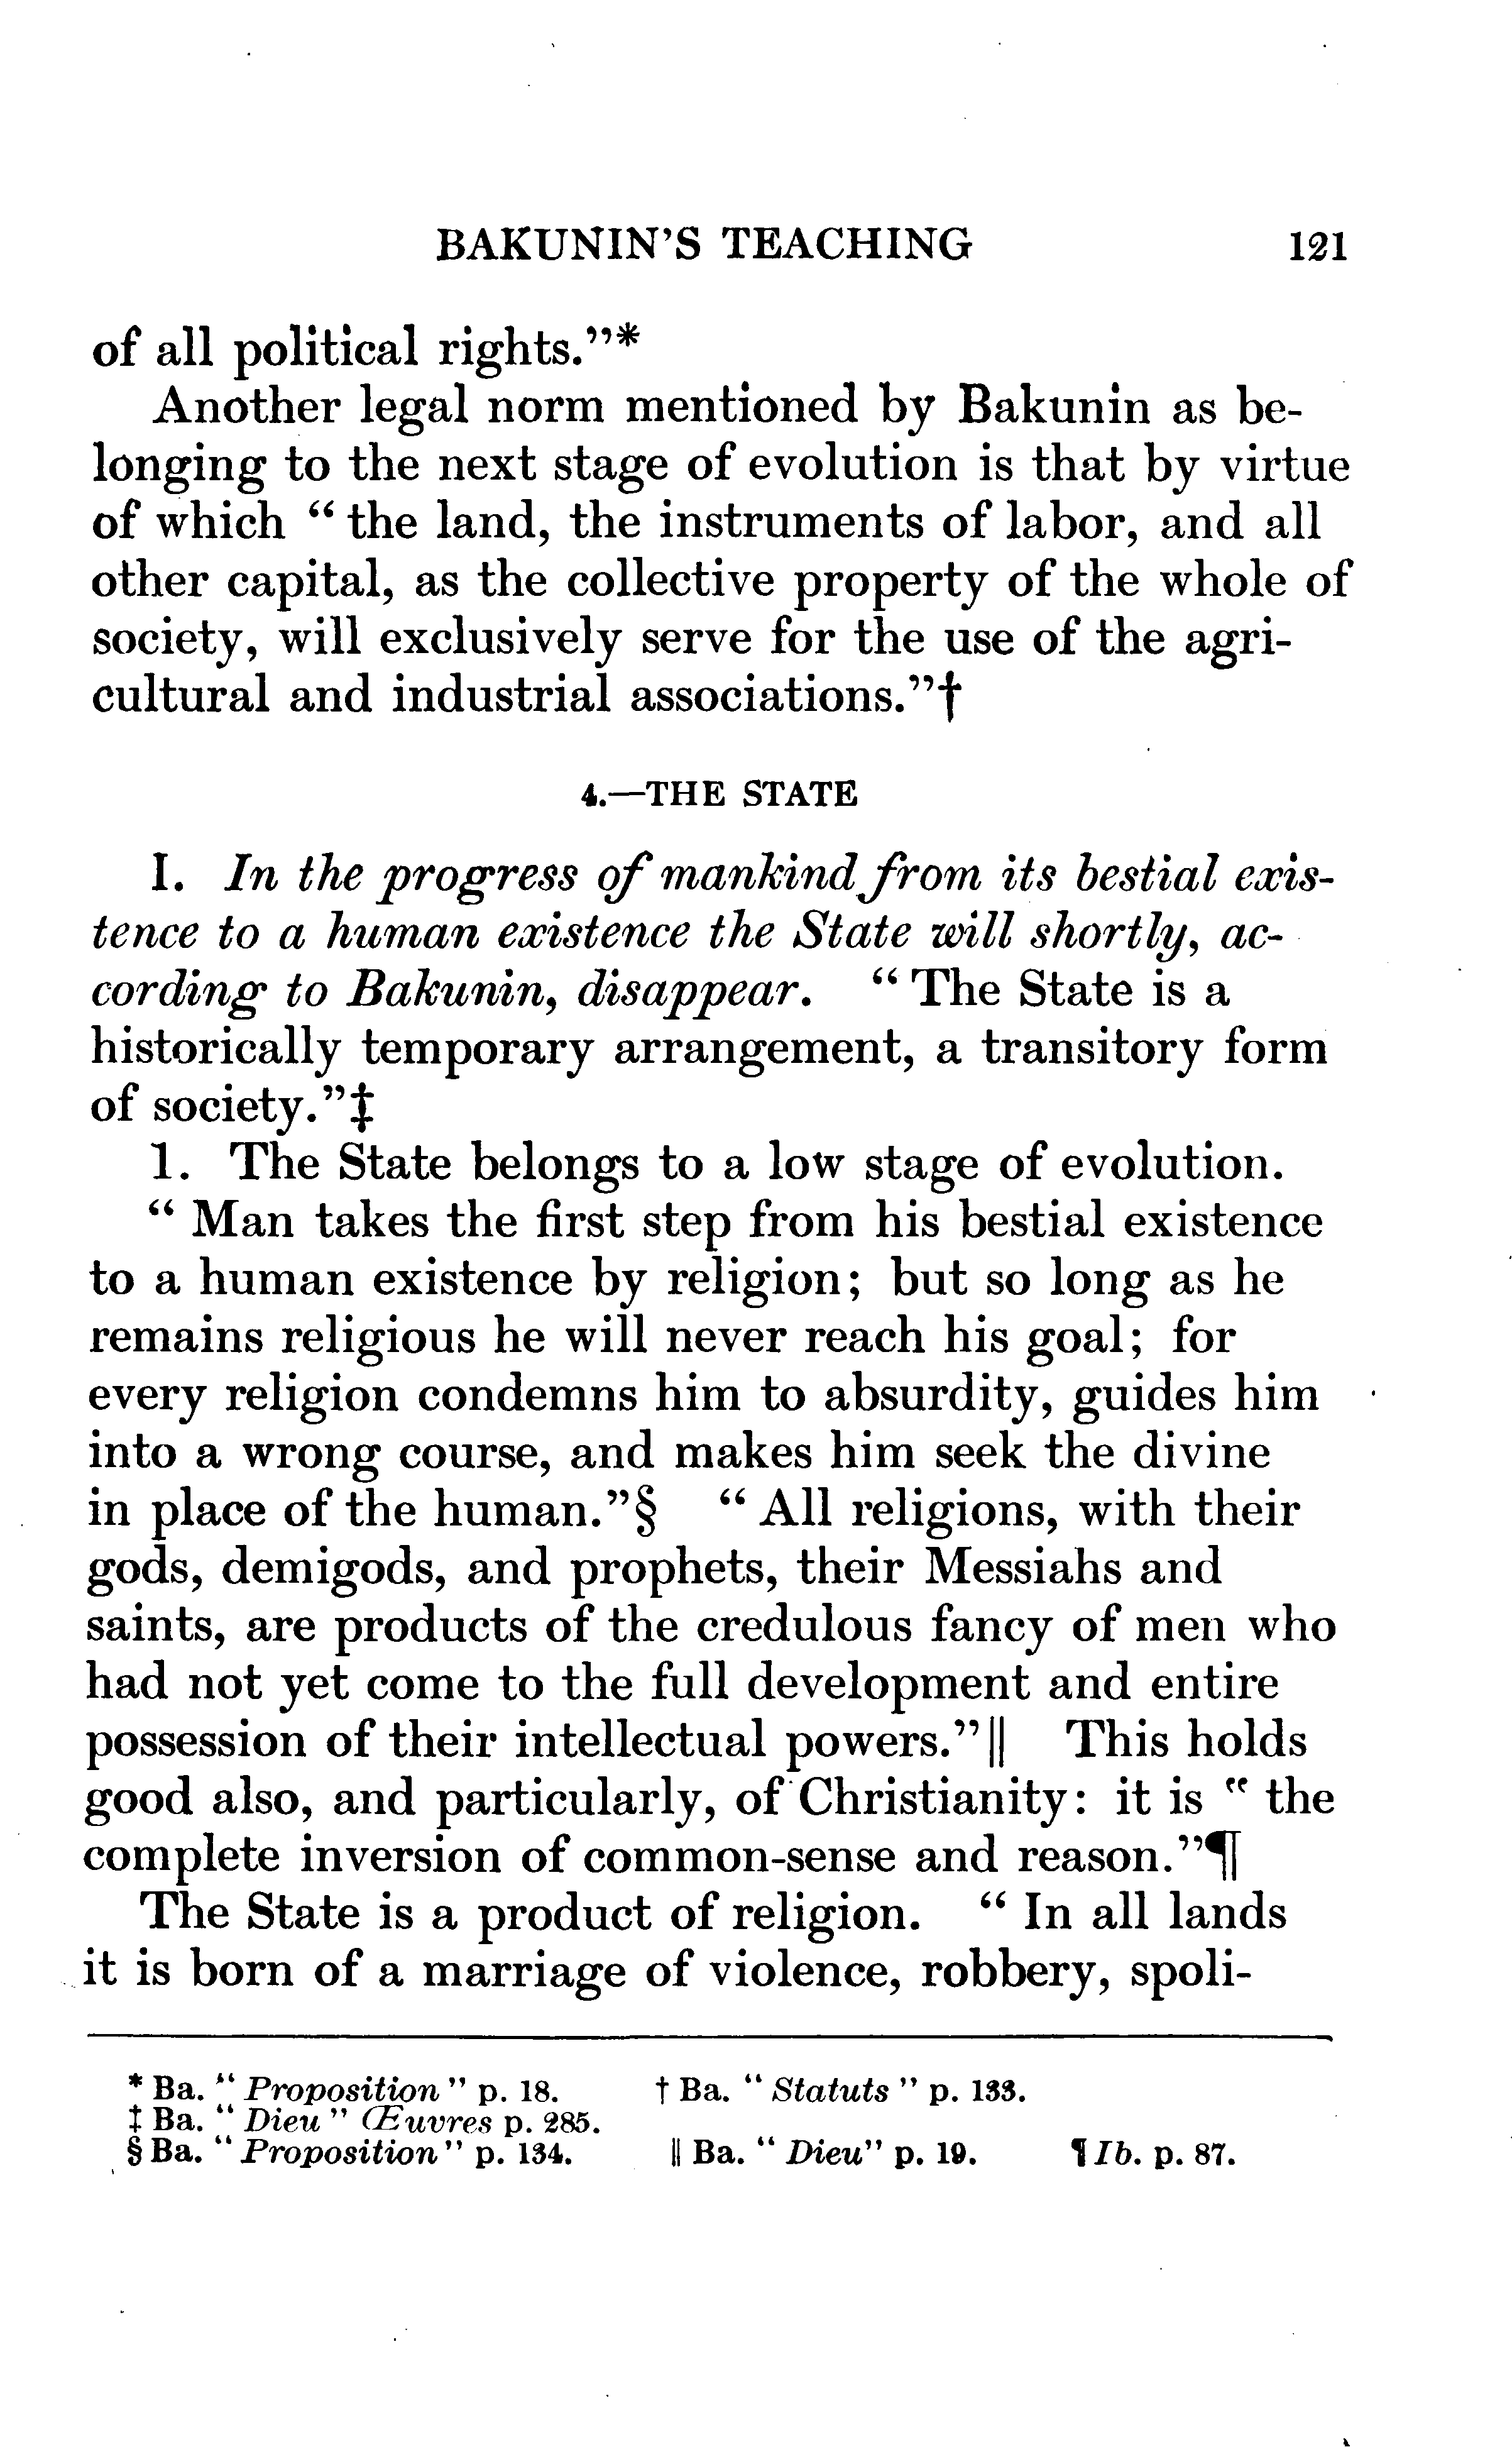 BAKUNIN'S TEACHING 121
of all political rights."*
Another legal norm mentioned by Bakunin as be-
longing to the next stage of evolution is that by virtue
of which " the land, the instruments of labor, and all
other capital, as the collective property of the whole of
society, will exclusively serve for the use of the agri-
cultural and industrial associations."†
4.—THE STATE
I. In the progress of mankind from its bestial exis-
tence to a human existence the State will shortly, ac-
cording to Bakunin, disappear. " The State is a
historically temporary arrangement, a transitory form
of society."‡
1. The State belongs to a low stage of evolution.
" Man takes the first step from his bestial existence
to a human existence by religion; but so long as he
remains religious he will never reach his goal; for
every religion condemns him to absurdity, guides him
into a wrong course, and makes him seek the divine
in place of the human."§ " All religions, with their
gods, demigods, and prophets, their Messiahs and
saints, are products of the credulous fancy of men who
had not yet come to the full development and entire
possession of their intellectual powers."‖ This holds
good also, and particularly, of Christianity: it is " the
complete inversion of common-sense and reason."¶
The State is a product of religion. " In all lands
it is born of a marriage of violence, robbery, spoli-
* Ba. " Proposition " p. 18. † Ba. " Statuts " p. 133.
‡ Ba. " Dieu " Œuvres p. 285.
§ Ba. " Proposition " p. 134. ‖ Ba. " Dieu" p. 19. ¶ Ib. p. 87.